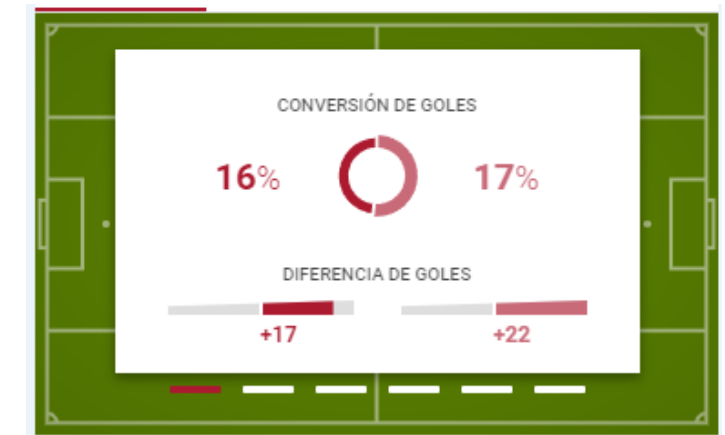 CONVERSIÓN DE GOLES
16% 17%
DIFERENCIA DE GOLES
+17 +22